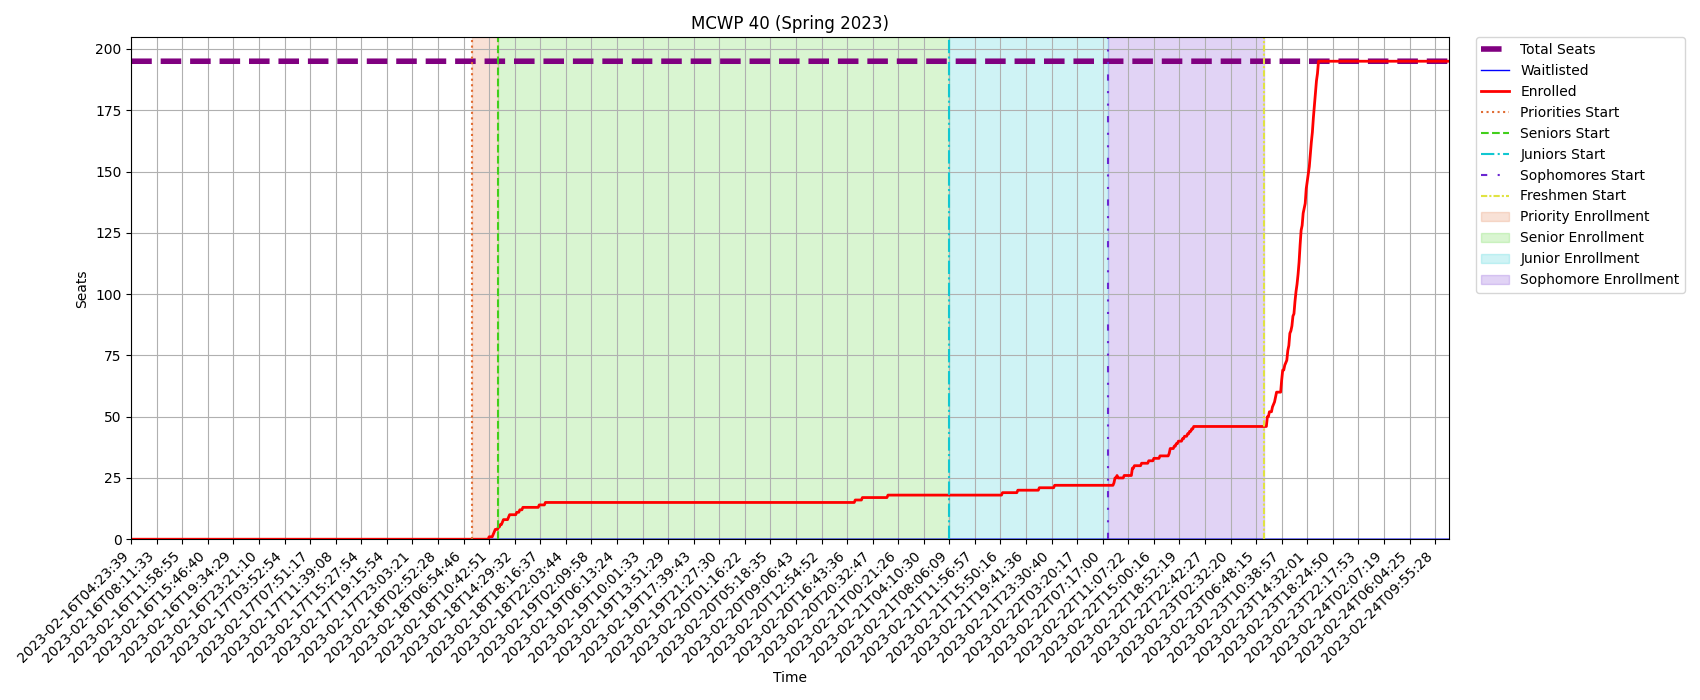 MCWP 40 (Spring 2023)
Seats
200
175
150
125
100
75
50
25
0
2023-02-16T04:23:39
2023-02-16T08:11:33
2023-02-16T11:58:55
2023-02-16T15:46:40
2023-02-16T19:34:29
2023-02-16T23:21:10
2023-02-17T03:52:54
2023-02-17T07:51:17
2023-02-17T11:39:08
2023-02-17T15:27:54
2023-02-17T19:15:54
2023-02-17T23:03:21
2023-02-18T02:52:28
2023-02-18T06:54:46
2023-02-18T10:42:51
2023-02-18T14:29:32
2023-02-18T18:16:37
2023-02-18T22:03:44
2023-02-19T02:09:58
2023-02-19T06:13:24
2023-02-19T10:01:33
2023-02-19T13:51:29
2023-02-19T17:39:43
2023-02-19T21:27:30
2023-02-20T01:16:22
2023-02-20T05:18:35
2023-02-20T09:06:43
2023-02-20T12:54:52
2023-02-20T16:43:36
2023-02-20T20:32:47
2023-02-21T00:21:26
2023-02-21T04:10:30
2023-02-21T08:06:09
2023-02-21T11:56:57
2023-02-21T15:50:16
2023-02-21T19:41:36
2023-02-21T23:30:40
2023-02-22T03:20:17
2023-02-22T07:17:00
2023-02-22T11:07:22
2023-02-22T15:00:16
2023-02-22T18:52:19
2023-02-22T22:42:27
2023-02-23T02:32:20
2023-02-23T06:48:15
2023-02-23T10:38:57
2023-02-23T14:32:01
2023-02-23T18:24:50
2023-02-23T22:17:53
2023-02-24T02:07:19
2023-02-24T06:04:25
2023-02-24T09:55:28
Time
Total Seats
Waitlisted
Enrolled
Priorities Start
Seniors Start
Juniors Start
Sophomores Start
Freshmen Start
Priority Enrollment
Senior Enrollment
Junior Enrollment
Sophomore Enrollment